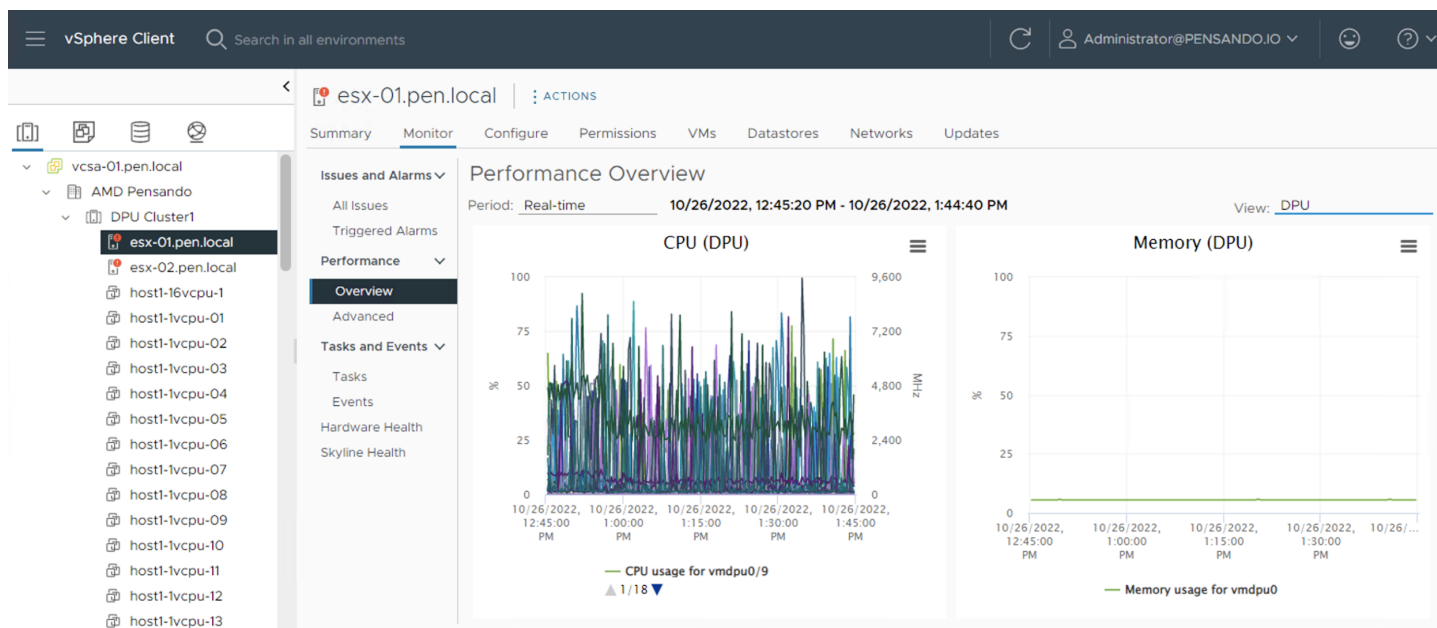 vSphere Client
Search in all environments
Administrator@PENSANDO.IO
vcsa-01.pen.local
AMD Pensando
DPU Cluster1
esx-01.pen.local
esx-02.pen.local
host1-16vcpu-1
host1-1vcpu-01
host1-1vcpu-02
host1-1vcpu-03
host1-1vcpu-04
host1-1vcpu-05
host1-1vcpu-06
host1-1vcpu-07
host1-1vcpu-08
host1-1vcpu-09
host1-1vcpu-10
host1-1vcpu-11
host1-1vcpu-12
host1-1vcpu-13
esx-01.pen.local
ACTIONS
Summary Monitor Configure Permissions VMs Datastores Networks Updates
Issues and Alarms
All Issues
Triggered Alarms
Performance
Overview
Advanced
Tasks and Events
Tasks
Events
Hardware Health
Skyline Health
Performance Overview
Period: Real-time 10/26/2022, 12:45:20 PM - 10/26/2022, 1:44:40 PM View: DPU
CPU (DPU)
100 9,600
75 7,200
50 4,800
25 2,400
0 0
%
MHz
10/26/2022, 10/26/2022, 10/26/2022, 10/26/2022, 10/26/2022,
12:45:00 1:00:00 1:15:00 1:30:00 1:45:00
PM PM PM PM PM
CPU usage for vmdpu0/9
1/18
Memory (DPU)
100
75
50
25
0
%
10/26/2022, 10/26/2022, 10/26/2022, 10/26/2022, 10/26/...
12:45:00 1:00:00 1:15:00 1:30:00
PM PM PM PM
Memory usage for vmdpu0